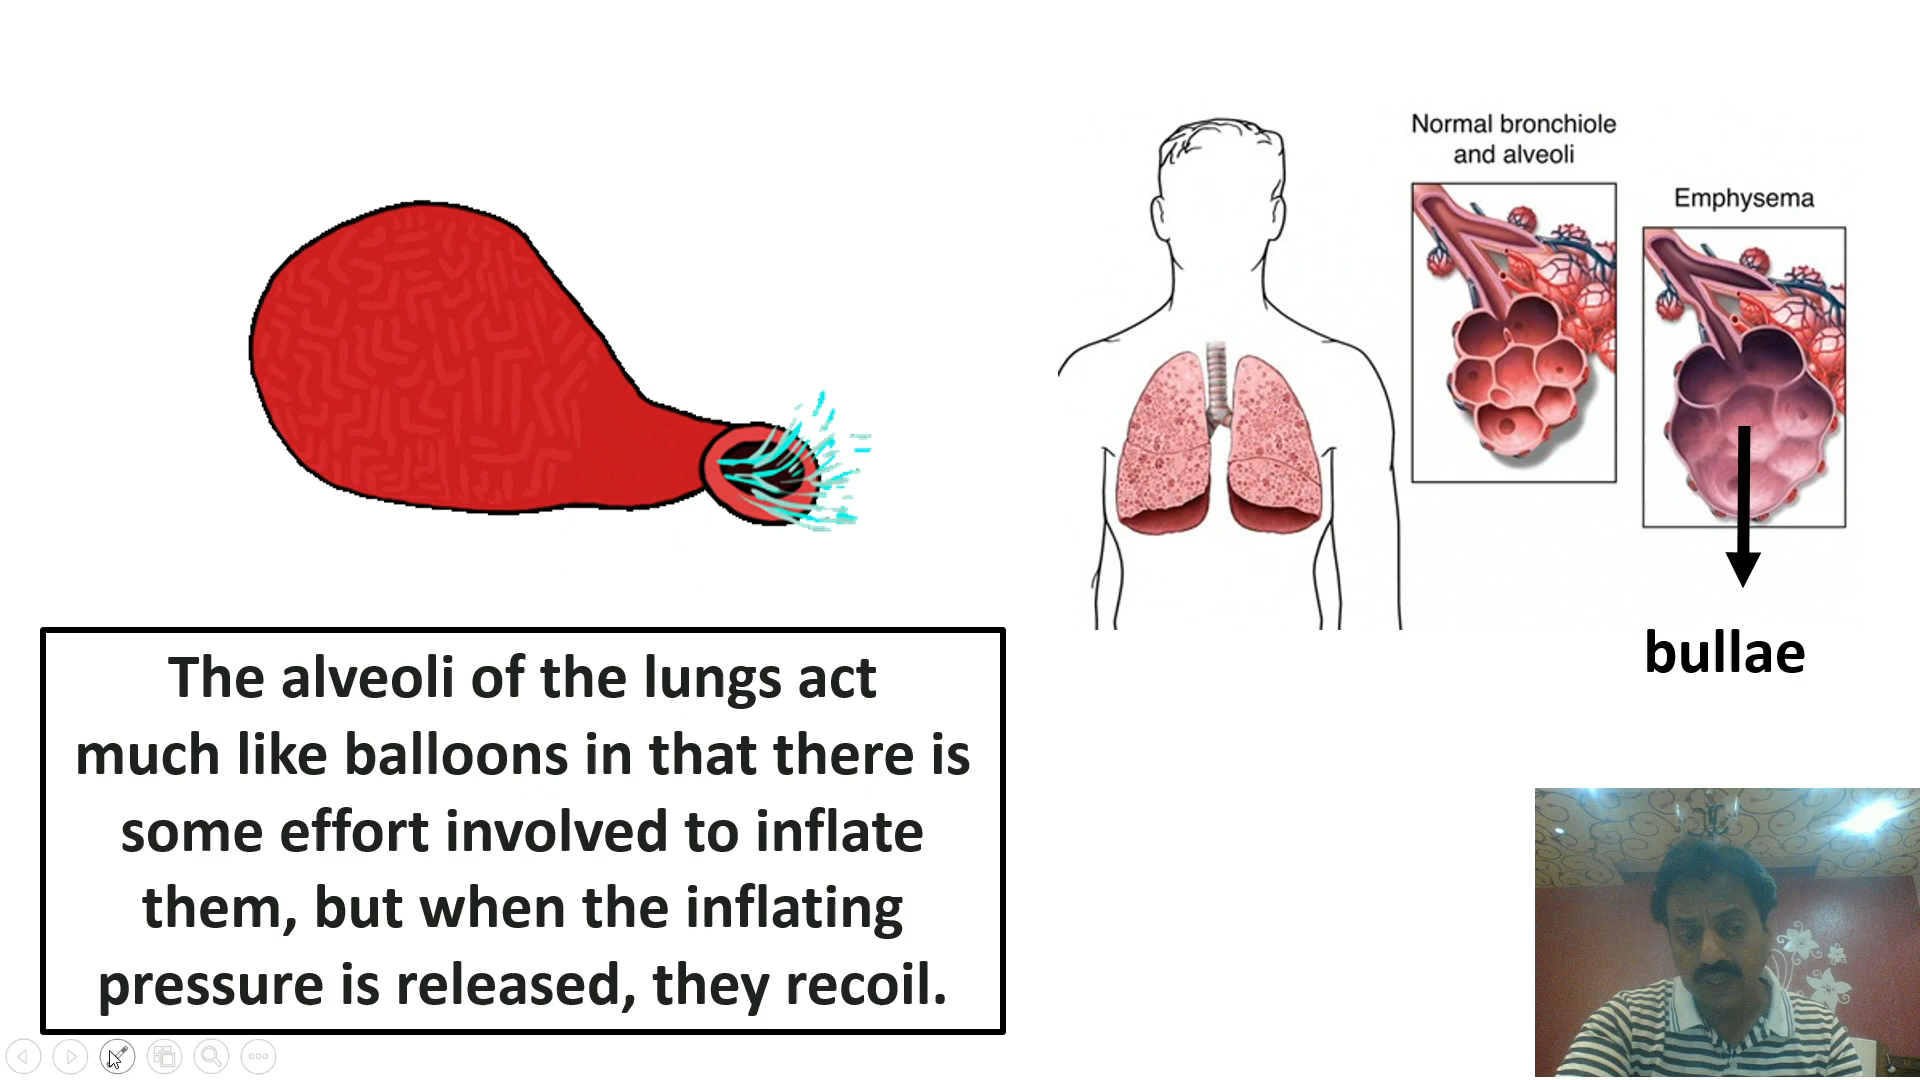 Normal bronchiole
and alveoli
Emphysema
bullae
The alveoli of the lungs act
much like balloons in that there is
some effort involved to inflate
them, but when the inflating
pressure is released, they recoil.